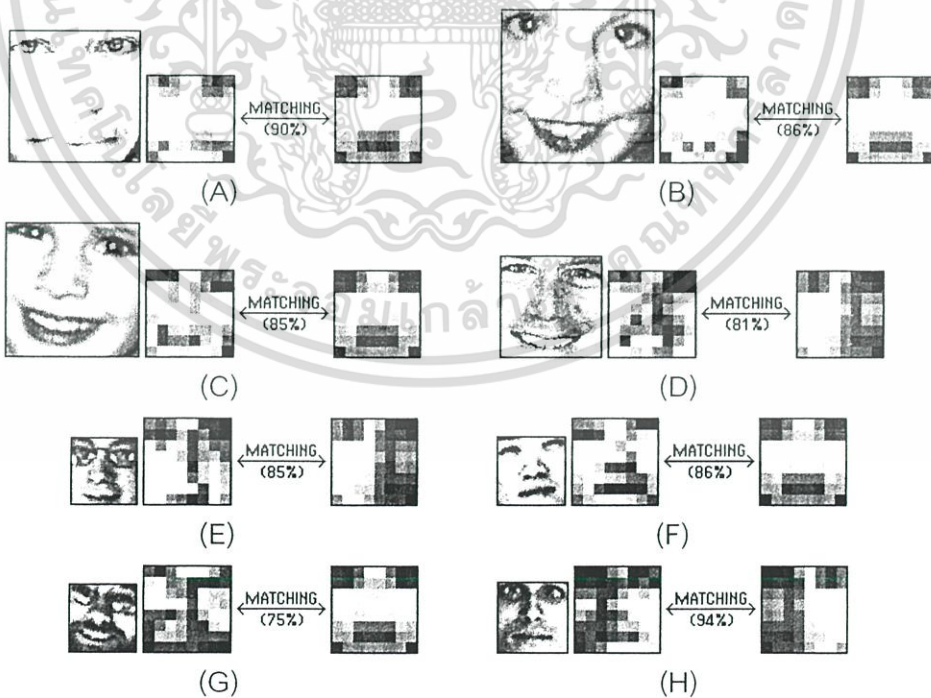 MATCHING MATCHING
(90%) (86%)
(A) (B)
MATCHING MATCHING
(85%) (81%)
(C) (D)
MATCHING MATCHING
(85%) (86%)
(E) (F)
MATCHING MATCHING
(75%) (94%)
(G) (H)